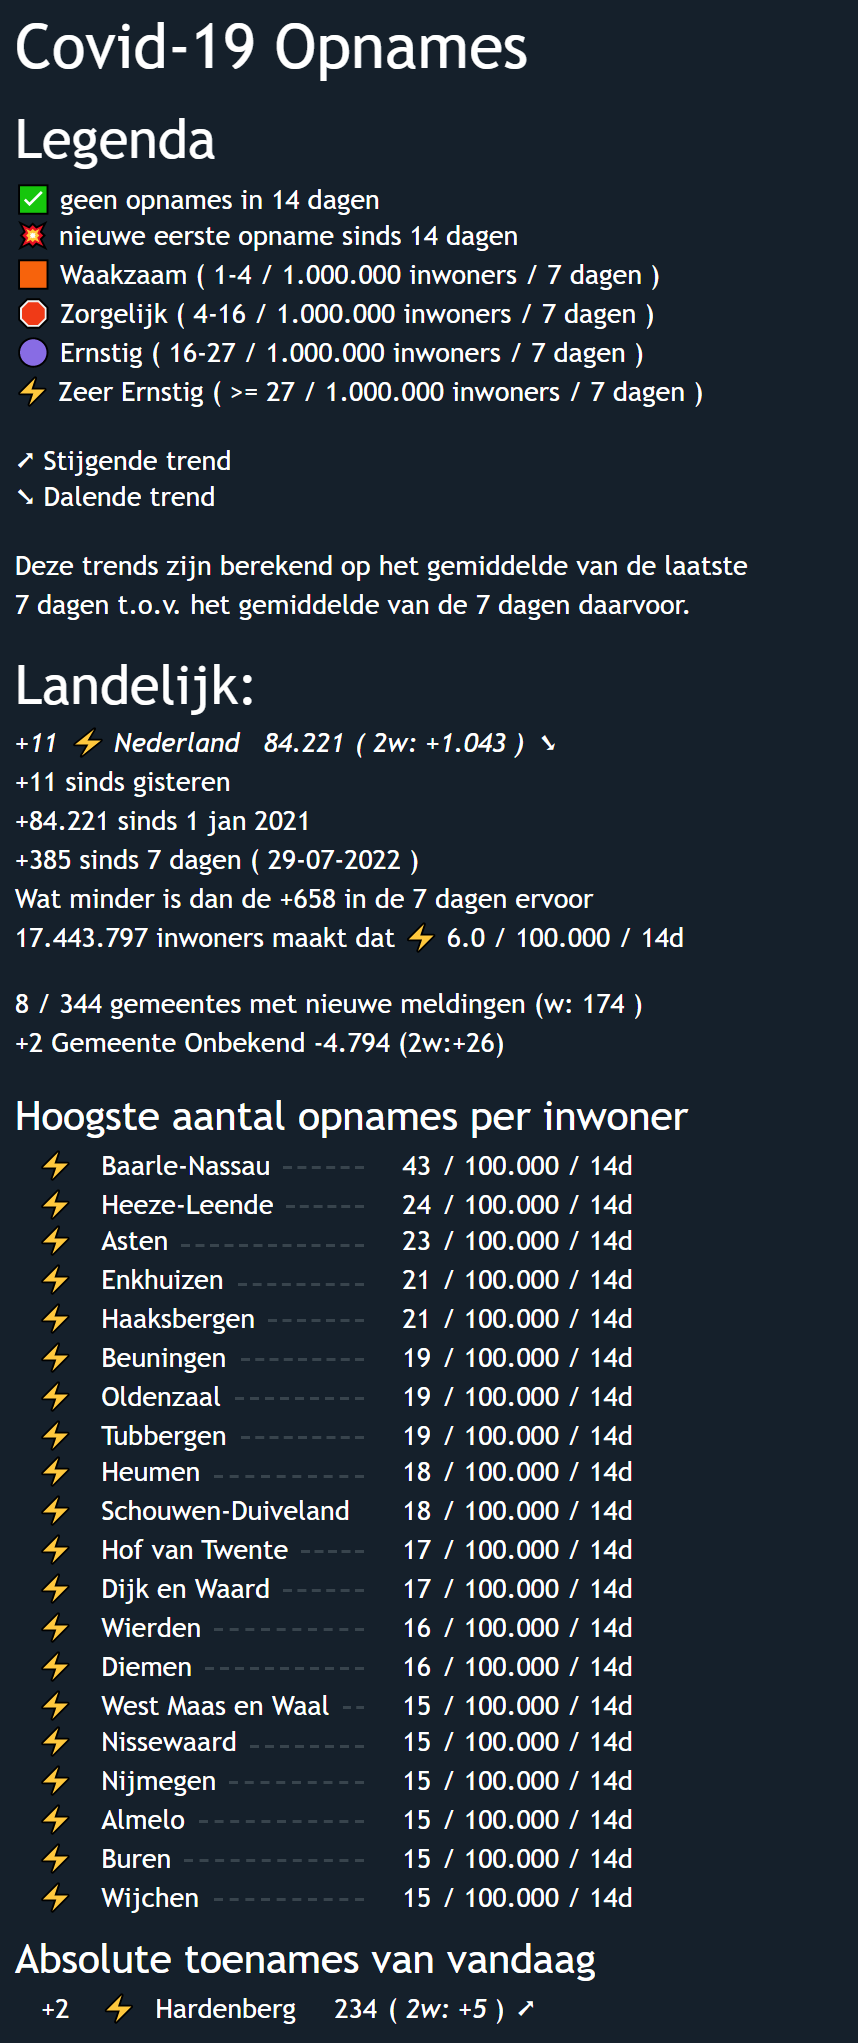 Covid-19 Opnames
Legenda
✅ geen opnames in 14 dagen
💥 nieuwe eerste opname sinds 14 dagen
🟧 Waakzaam ( 1-4 / 1.000.000 inwoners / 7 dagen )
🛑 Zorgelijk ( 4-16 / 1.000.000 inwoners / 7 dagen )
🟣 Ernstig ( 16-27 / 1.000.000 inwoners / 7 dagen )
⚡ Zeer Ernstig ( >= 27 / 1.000.000 inwoners / 7 dagen )
➚ Stijgende trend
➘ Dalende trend
Deze trends zijn berekend op het gemiddelde van de laatste
7 dagen t.o.v. het gemiddelde van de 7 dagen daarvoor.
Landelijk:
+11 ⚡ Nederland 84.221 ( 2w: +1.043 ) ➘
+11 sinds gisteren
+84.221 sinds 1 jan 2021
+385 sinds 7 dagen ( 29-07-2022 )
Wat minder is dan de +658 in de 7 dagen ervoor
17.443.797 inwoners maakt dat ⚡ 6.0 / 100.000 / 14d
8 / 344 gemeentes met nieuwe meldingen (w: 174 )
+2 Gemeente Onbekend -4.794 (2w:+26)
Hoogste aantal opnames per inwoner
⚡ Baarle-Nassau ------ 43 / 100.000 / 14d
⚡ Heeze-Leende ------ 24 / 100.000 / 14d
⚡ Asten ------------- 23 / 100.000 / 14d
⚡ Enkhuizen --------- 21 / 100.000 / 14d
⚡ Haaksbergen ------- 21 / 100.000 / 14d
⚡ Beuningen --------- 19 / 100.000 / 14d
⚡ Oldenzaal --------- 19 / 100.000 / 14d
⚡ Tubbergen --------- 19 / 100.000 / 14d
⚡ Heumen ----------- 18 / 100.000 / 14d
⚡ Schouwen-Duiveland 18 / 100.000 / 14d
⚡ Hof van Twente ----- 17 / 100.000 / 14d
⚡ Dijk en Waard ------ 17 / 100.000 / 14d
⚡ Wierden ----------- 16 / 100.000 / 14d
⚡ Diemen ----------- 16 / 100.000 / 14d
⚡ West Maas en Waal -- 15 / 100.000 / 14d
⚡ Nissewaard -------- 15 / 100.000 / 14d
⚡ Nijmegen ---------- 15 / 100.000 / 14d
⚡ Almelo ------------ 15 / 100.000 / 14d
⚡ Buren ------------- 15 / 100.000 / 14d
⚡ Wijchen ----------- 15 / 100.000 / 14d
Absolute toenames van vandaag
+2 ⚡ Hardenberg 234 ( 2w: +5 ) ➚